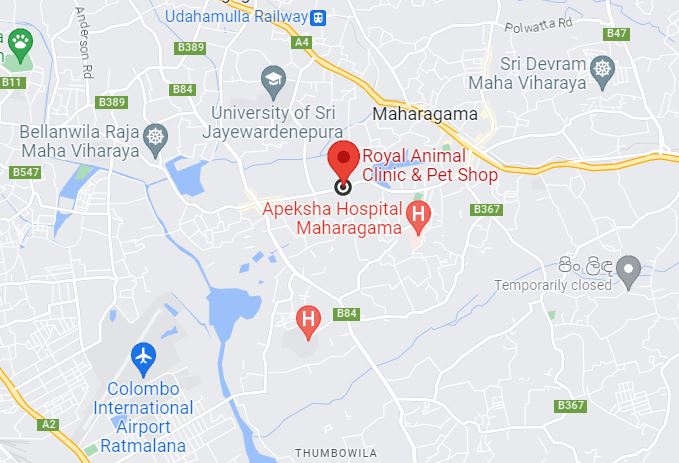 Anderson Rd
Udahamulla Railway
Polwatta Rd
A4
B389
B47
B11
B84
B389
Sri Devram
Maha Viharaya
University of Sri
Jayewardenepura
Maharagama
Bellanwila Raja
Maha Viharaya
Royal Animal
Clinic & Pet Shop
B547
Apeksha Hospital
Maharagama
H
B367
පිං ලිඳ
Temporarily closed
H
B84
Colombo
International
Airport
Ratmalana
B367
A2
THUMBOWILA